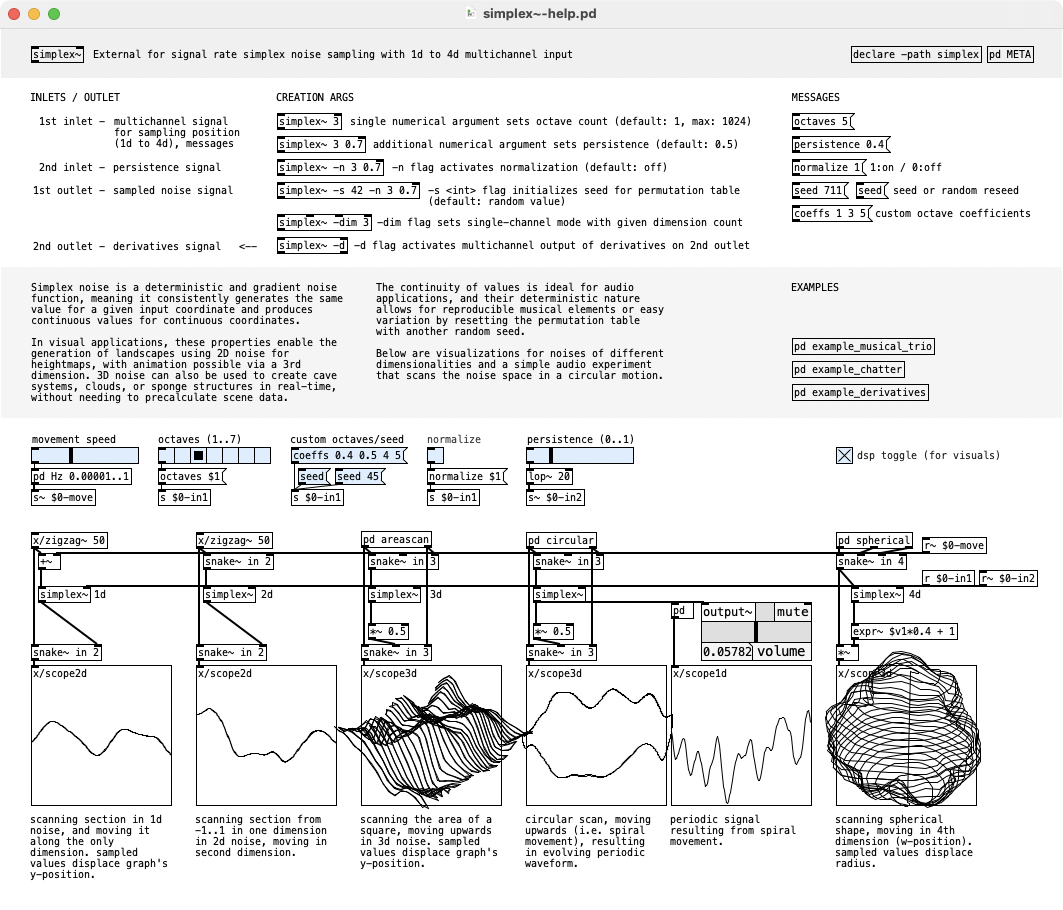 simplex~-help.pd
simplex~ External for signal rate simplex noise sampling with 1d to 4d multichannel input
declare -path simplex pd META
INLETS / OUTLET
1st inlet - multichannel signal
for sampling position
(1d to 4d), messages
2nd inlet - persistence signal
1st outlet - sampled noise signal
2nd outlet - derivatives signal <--
CREATION ARGS
simplex~ 3 single numerical argument sets octave count (default: 1, max: 1024)
simplex~ 3 0.7 additional numerical argument sets persistence (default: 0.5)
simplex~ -n 3 0.7 -n flag activates normalization (default: off)
simplex~ -s 42 -n 3 0.7 -s <int> flag initializes seed for permutation table
(default: random value)
simplex~ -dim 3 -dim flag sets single-channel mode with given dimension count
simplex~ -d -d flag activates multichannel output of derivatives on 2nd outlet
MESSAGES
octaves 5
persistence 0.4
normalize 1 1:on / 0:off
seed 711 seed seed or random reseed
coeffs 1 3 5 custom octave coefficients
Simplex noise is a deterministic and gradient noise
function, meaning it consistently generates the same
value for a given input coordinate and produces
continuous values for continuous coordinates.
In visual applications, these properties enable the
generation of landscapes using 2D noise for
heightmaps, with animation possible via a 3rd
dimension. 3D noise can also be used to create cave
systems, clouds, or sponge structures in real-time,
without needing to precalculate scene data.
The continuity of values is ideal for audio
applications, and their deterministic nature
allows for reproducible musical elements or easy
variation by resetting the permutation table
with another random seed.
Below are visualizations for noises of different
dimensionalities and a simple audio experiment
that scans the noise space in a circular motion.
EXAMPLES
pd example_musical_trio
pd example_chatter
pd example_derivatives
movement speed
pd Hz 0.00001..1
s~ $0-move
octaves (1..7)
octaves $1
s $0-in1
custom octaves/seed
coeffs 0.4 0.5 4 5
seed seed 45
s $0-in1
normalize
normalize $1
s $0-in1
persistence (0..1)
lop~ 20
s~ $0-in2
dsp toggle (for visuals)
x/zigzag~ 50
+~
simplex~ 1d
snake~ in 2
x/scope2d
scanning section in 1d
noise, and moving it
along the only
dimension. sampled
values displace graph's
y-position.
x/zigzag~ 50
snake~ in 2
simplex~ 2d
snake~ in 2
x/scope2d
scanning section from
-1..1 in one dimension
in 2d noise, moving in
second dimension.
pd areascan
snake~ in 3
simplex~ 3d
*~ 0.5
snake~ in 3
x/scope3d
scanning the area of a
square, moving upwards
in 3d noise. sampled
values displace graph's
y-position.
pd circular
snake~ in 3
simplex~
*~ 0.5
snake~ in 3
x/scope3d
circular scan, moving
upwards (i.e. spiral
movement), resulting
in evolving periodic
waveform.
pd
output~ mute
0.05782 volume
x/scope1d
periodic signal
resulting from spiral
movement.
pd spherical
r~ $0-move
snake~ in 4
r $0-in1 r~ $0-in2
simplex~ 4d
expr~ $v1*0.4 + 1
*~
x/scope3d
scanning spherical
shape, moving in 4th
dimension (w-position).
sampled values displace
radius.